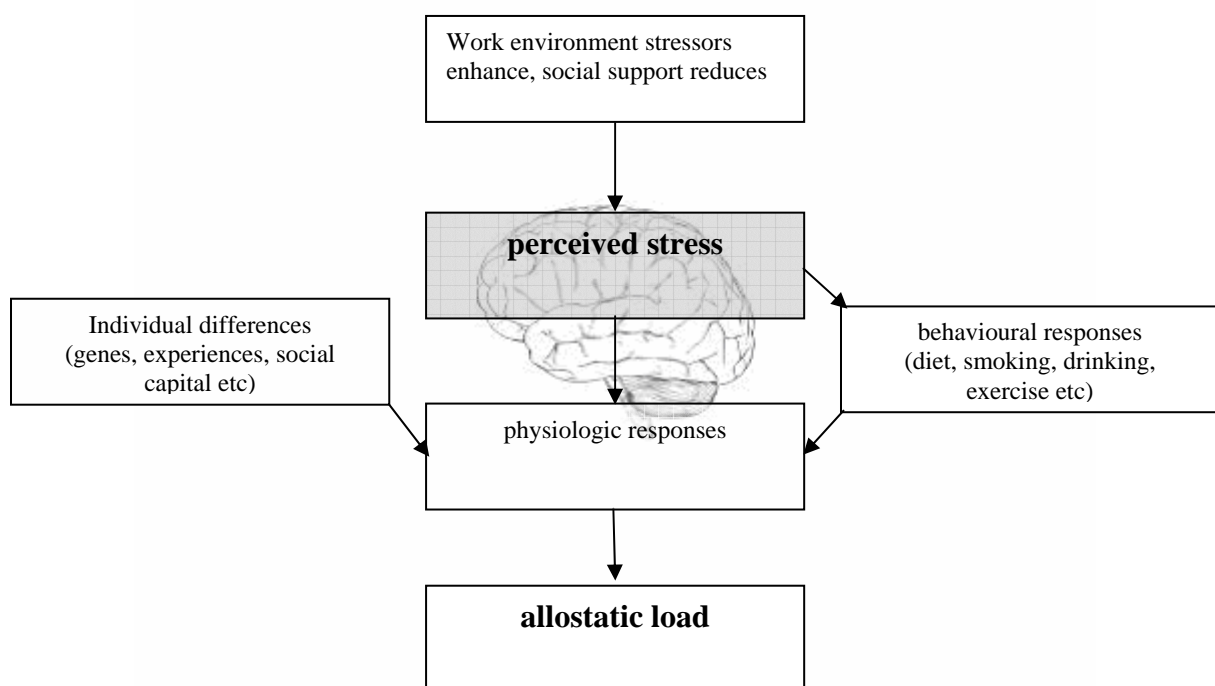 Work environment stressors
enhance, social support reduces
perceived stress
Individual differences
(genes, experiences, social
capital etc)
behavioural responses
(diet, smoking, drinking,
exercise etc)
physiologic responses
allostatic load